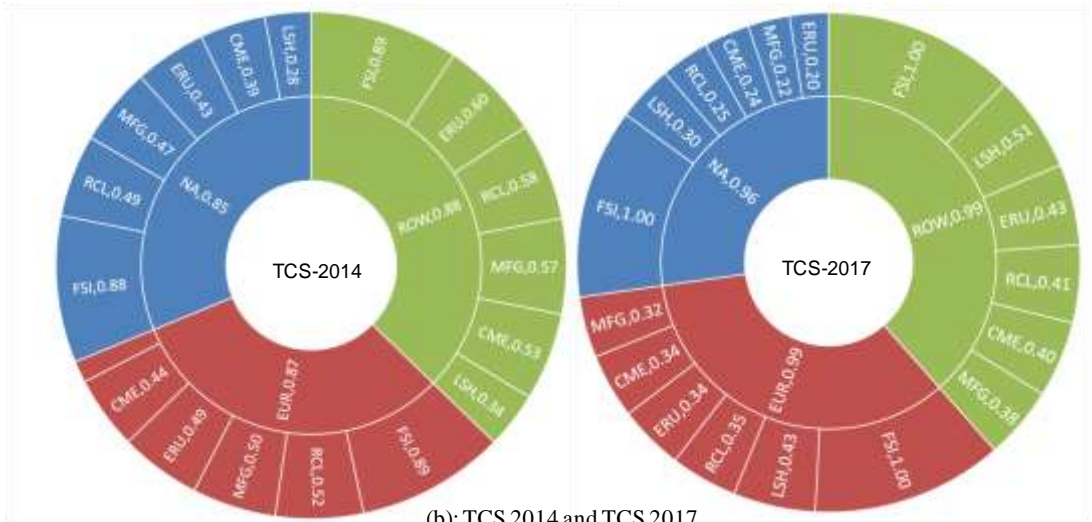 LSH,0.28
CME,0.39
ERU,0.43
MFG,0.47
RCL,0.49
FSI,0.88
NA,0.85
FSI,0.89
ERU,0.60
RCL,0.58
MFG,0.57
CME,0.53
LSH,0.34
ROW,0.88
TCS-2014
EUR,0.87
CME,0.44
ERU,0.49
MFG,0.50
RCL,0.52
FSI,0.89
ERU,0.20
MFG,0.22
CME,0.24
RCL,0.25
LSH,0.30
FSI,1.00
NA,0.96
FSI,1.00
LSH,0.51
ERU,0.43
RCL,0.41
CME,0.40
MFG,0.38
ROW,0.99
TCS-2017
EUR,0.99
MFG,0.32
CME,0.34
ERU,0.34
RCL,0.35
LSH,0.43
FSI,1.00
(b): TCS 2014 and TCS 2017